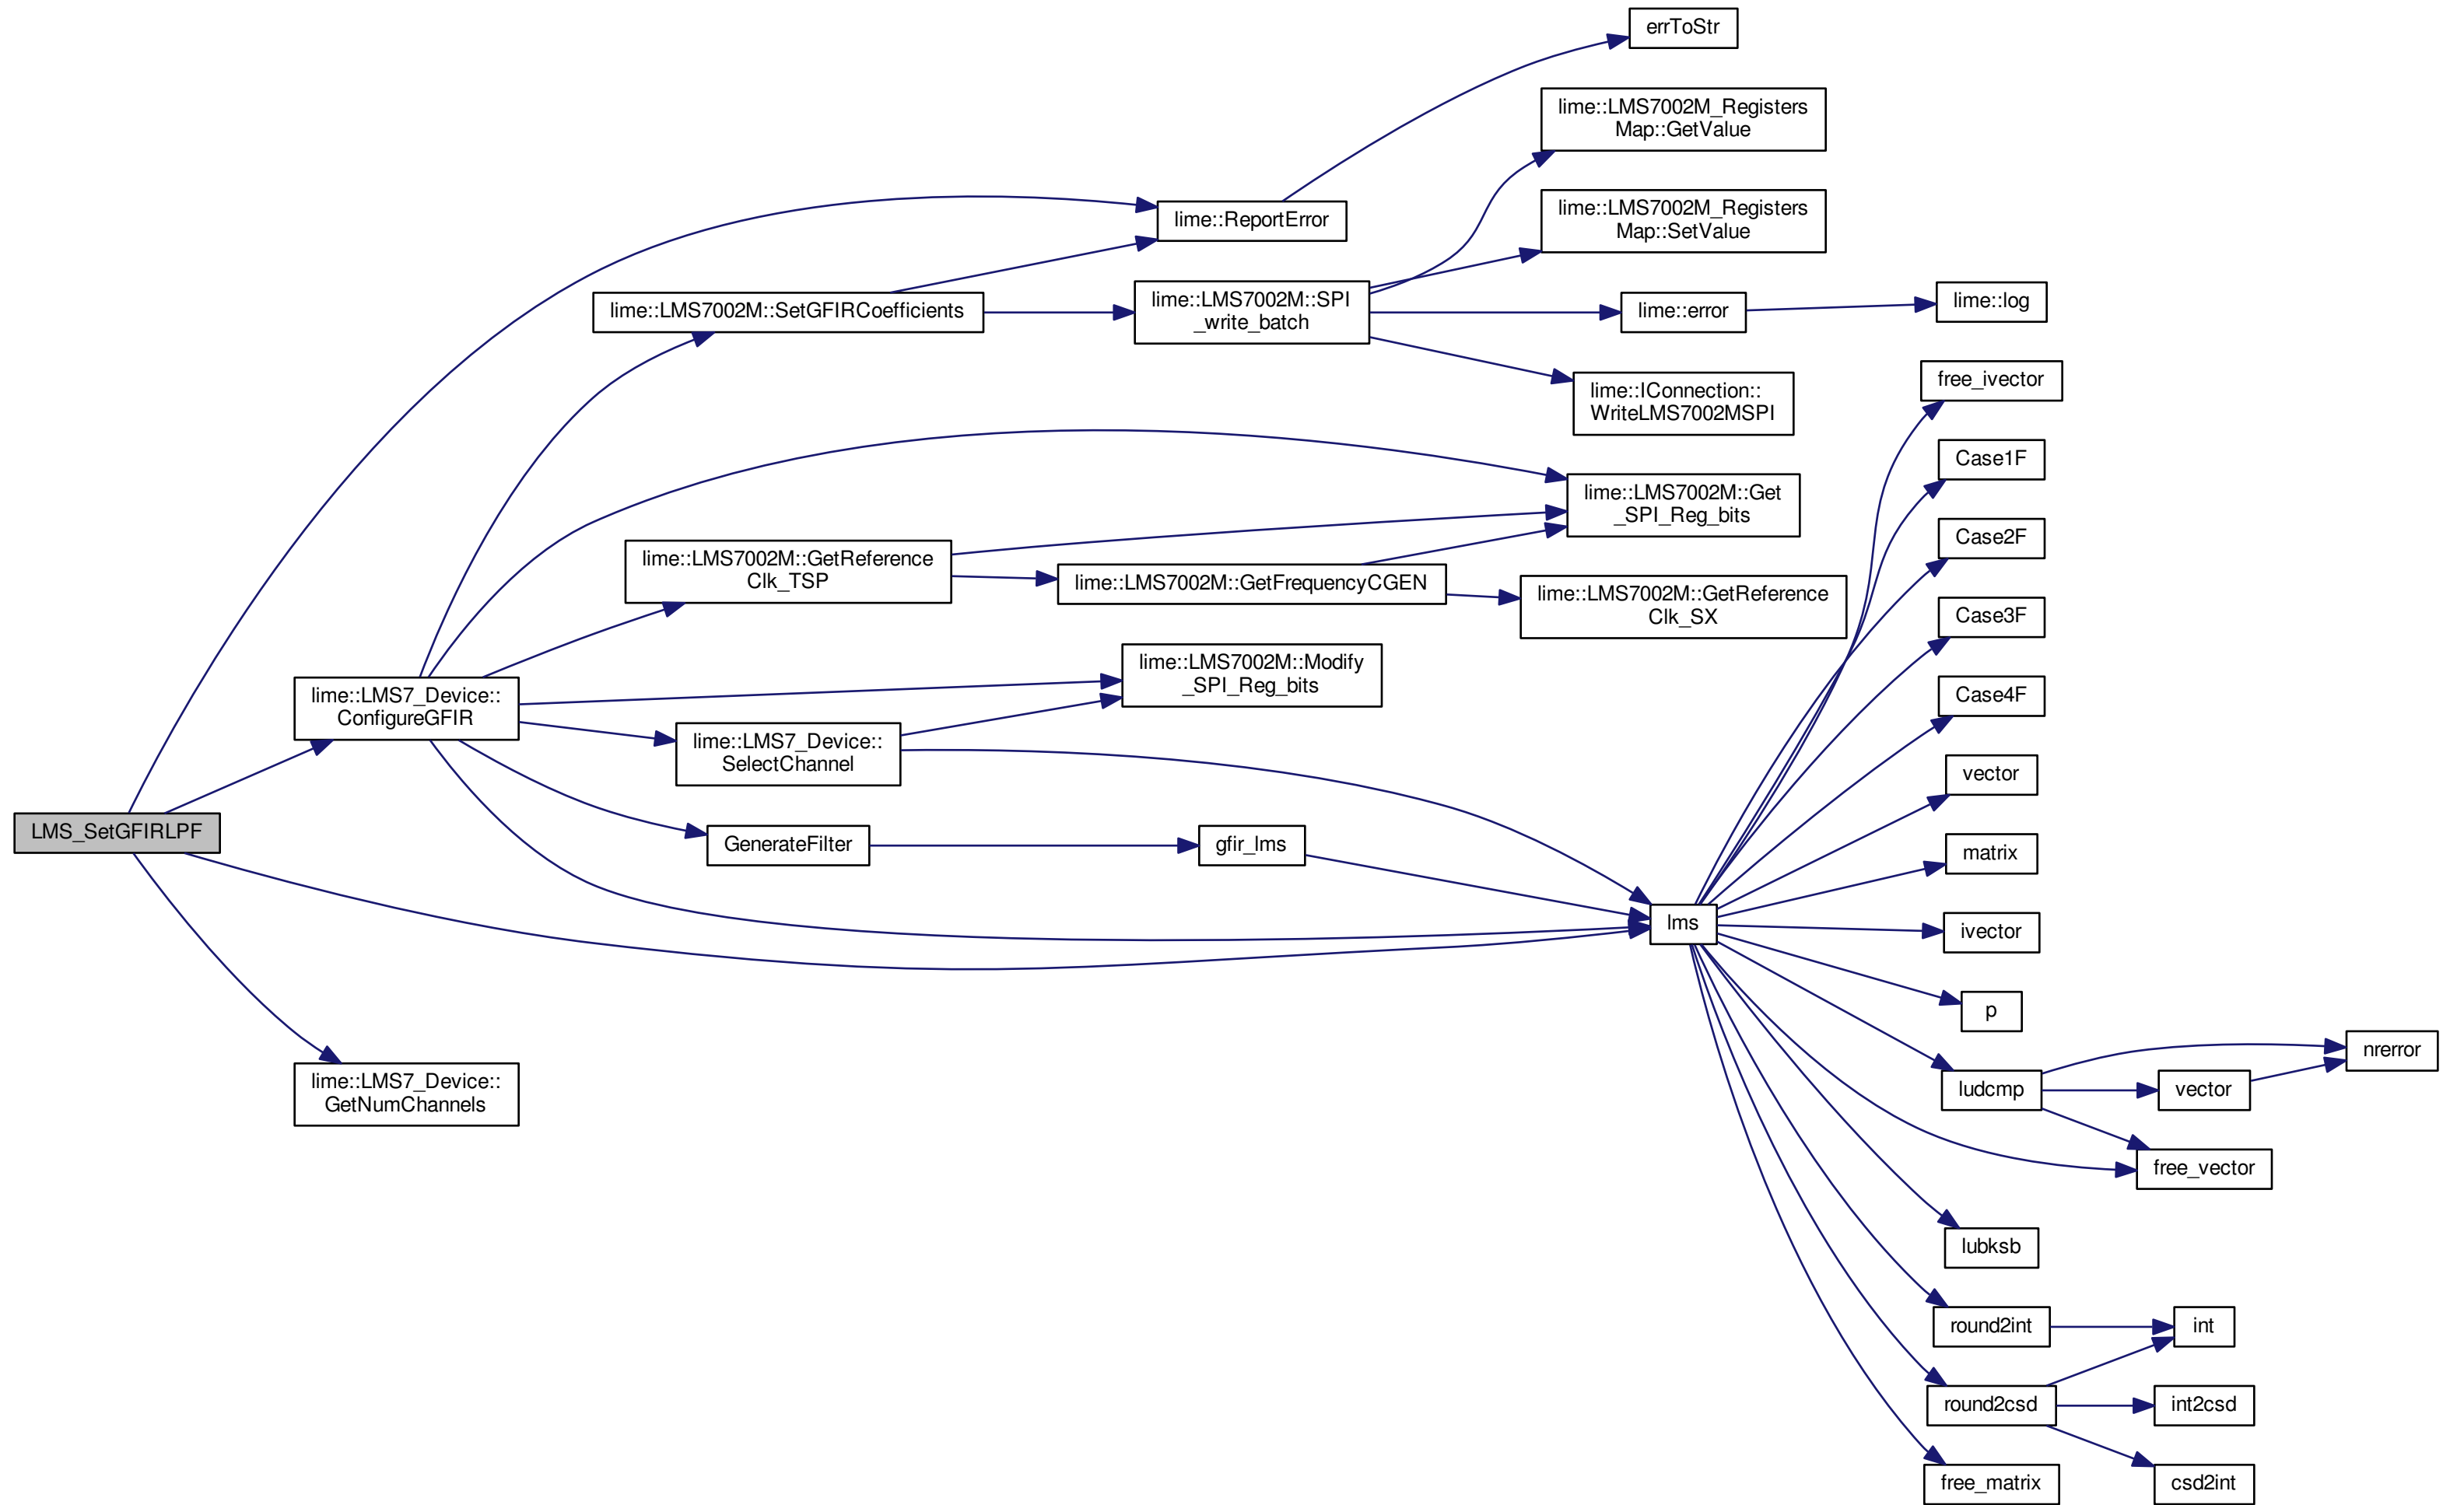 errToStr
lime::LMS7002M_Registers
Map::GetValue
lime::ReportError
lime::LMS7002M_Registers
Map::SetValue
lime::LMS7002M::SetGFIRCoefficients
lime::LMS7002M::SPI
_write_batch
lime::error
lime::log
lime::IConnection::
WriteLMS7002MSPI
free_ivector
Case1F
lime::LMS7002M::Get
_SPI_Reg_bits
Case2F
lime::LMS7002M::GetReference
Clk_TSP
lime::LMS7002M::GetFrequencyCGEN
lime::LMS7002M::GetReference
Clk_SX
Case3F
lime::LMS7002M::Modify
_SPI_Reg_bits
Case4F
lime::LMS7_Device::
ConfigureGFIR
lime::LMS7_Device::
SelectChannel
vector
LMS_SetGFIRLPF
GenerateFilter
gfir_lms
matrix
lms
ivector
p
lime::LMS7_Device::
GetNumChannels
ludcmp
vector
nrerror
free_vector
lubksb
round2int
int
round2csd
int2csd
free_matrix
csd2int